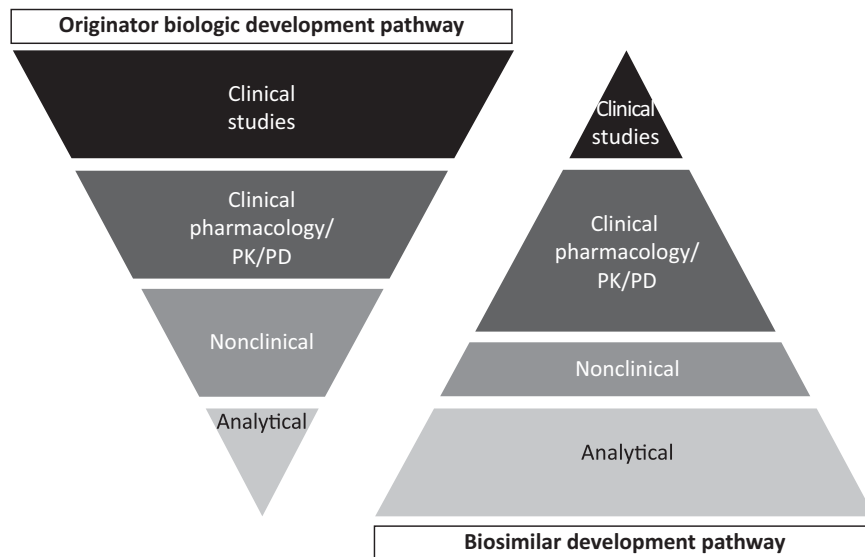 Originator biologic development pathway
Clinical
studies
Clinical
pharmacology/
PK/PD
Nonclinical
Analytical
Clinical
studies
Clinical
pharmacology/
PK/PD
Nonclinical
Analytical
Biosimilar development pathway